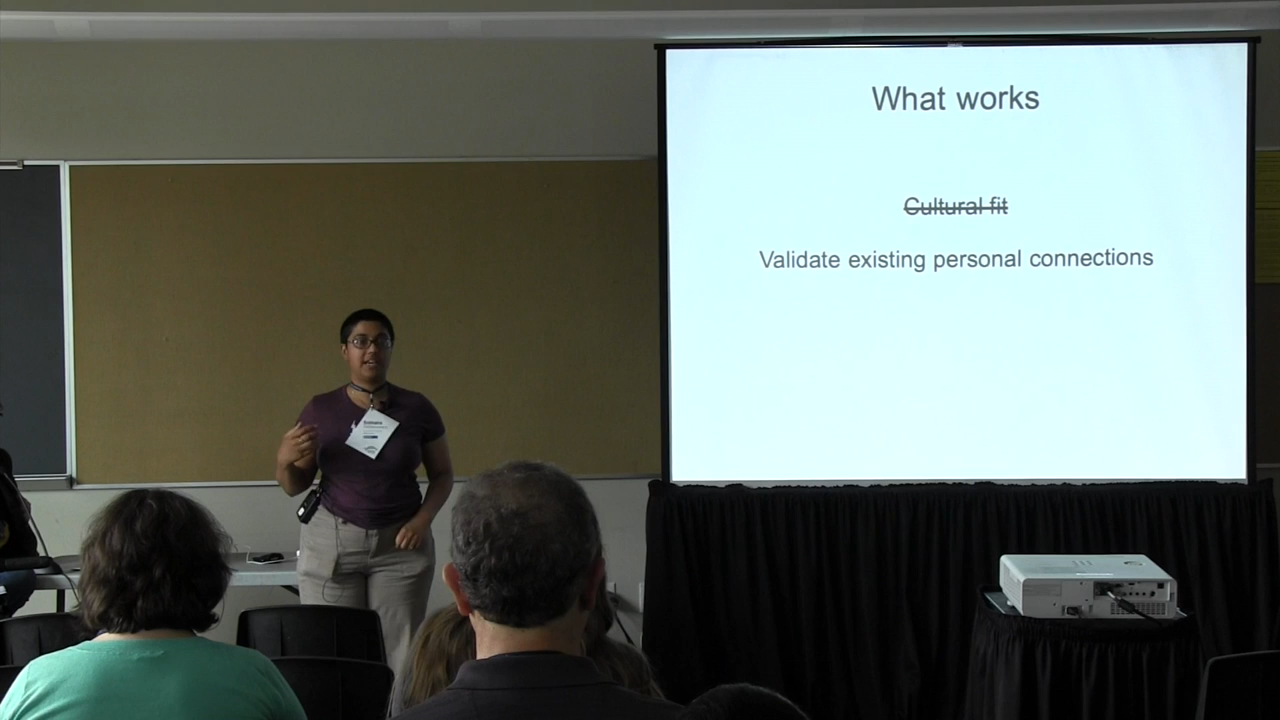 What works
Cultural fit
Validate existing personal connections